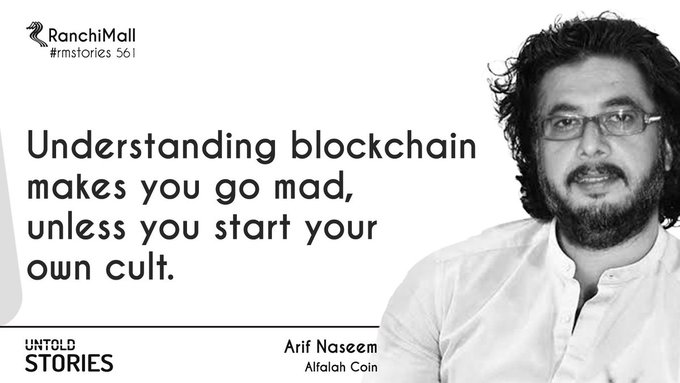 RanchiMall
#rmstories 561
Understanding blockchain
makes you go mad,
unless you start your
own cult.
UNTOLD
STORIES
Arif Naseem
Alfalah Coin